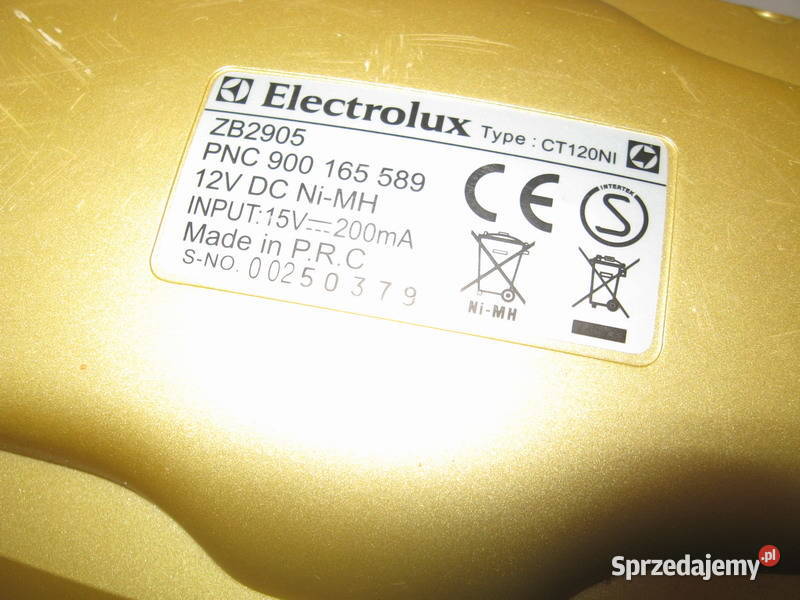 Electrolux Type : CT120NI
ZB2905
PNC 900 165 589
12V DC Ni-MH
INPUT:15V⎓200mA
Made in P.R.C
S-NO. 00250379
CE
INTERTEK
S
Ni-MH
Sprzedajemy.pl